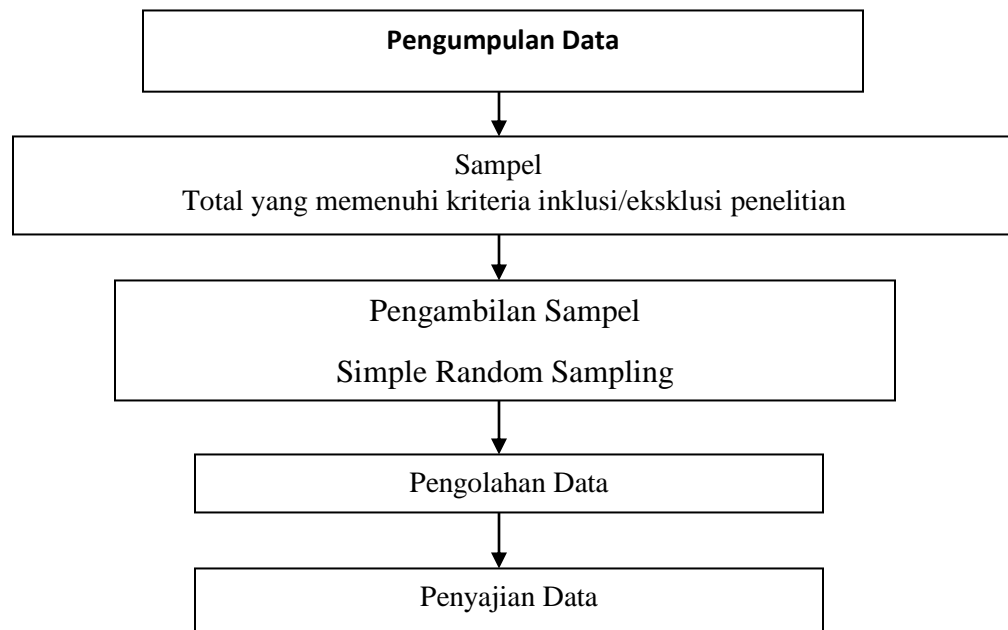 Pengumpulan Data
Sampel
Total yang memenuhi kriteria inklusi/eksklusi penelitian
Pengambilan Sampel
Simple Random Sampling
Pengolahan Data
Penyajian Data